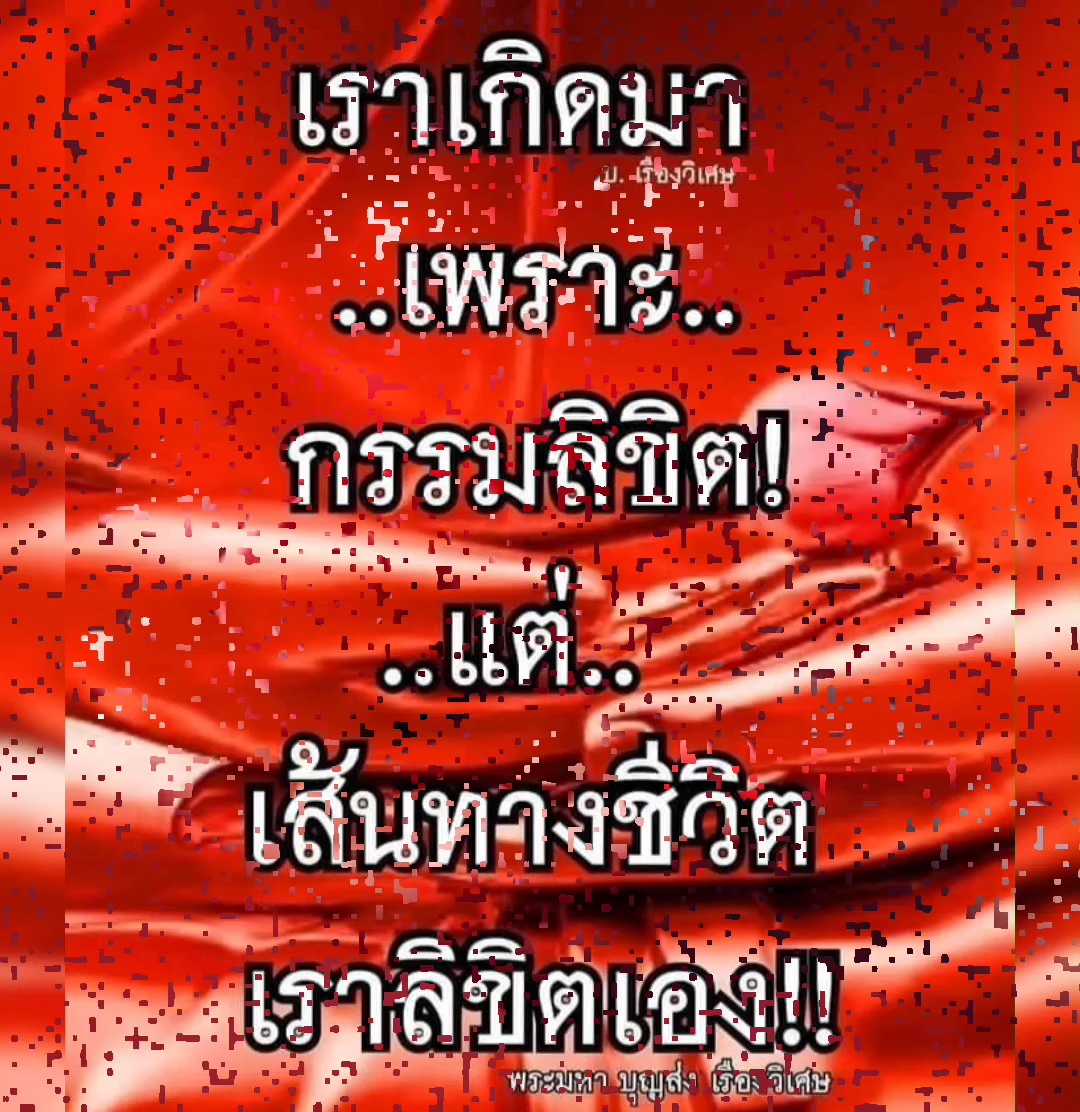 เราเกิดมา
บ. เรืองวิเศษ
..เพราะ..
กรรมลิขิต!
..แต่..
เส้นทางชีวิต
เราลิขิตเอง!!
พระมหา บุญส่ง เรือง วิเศษ